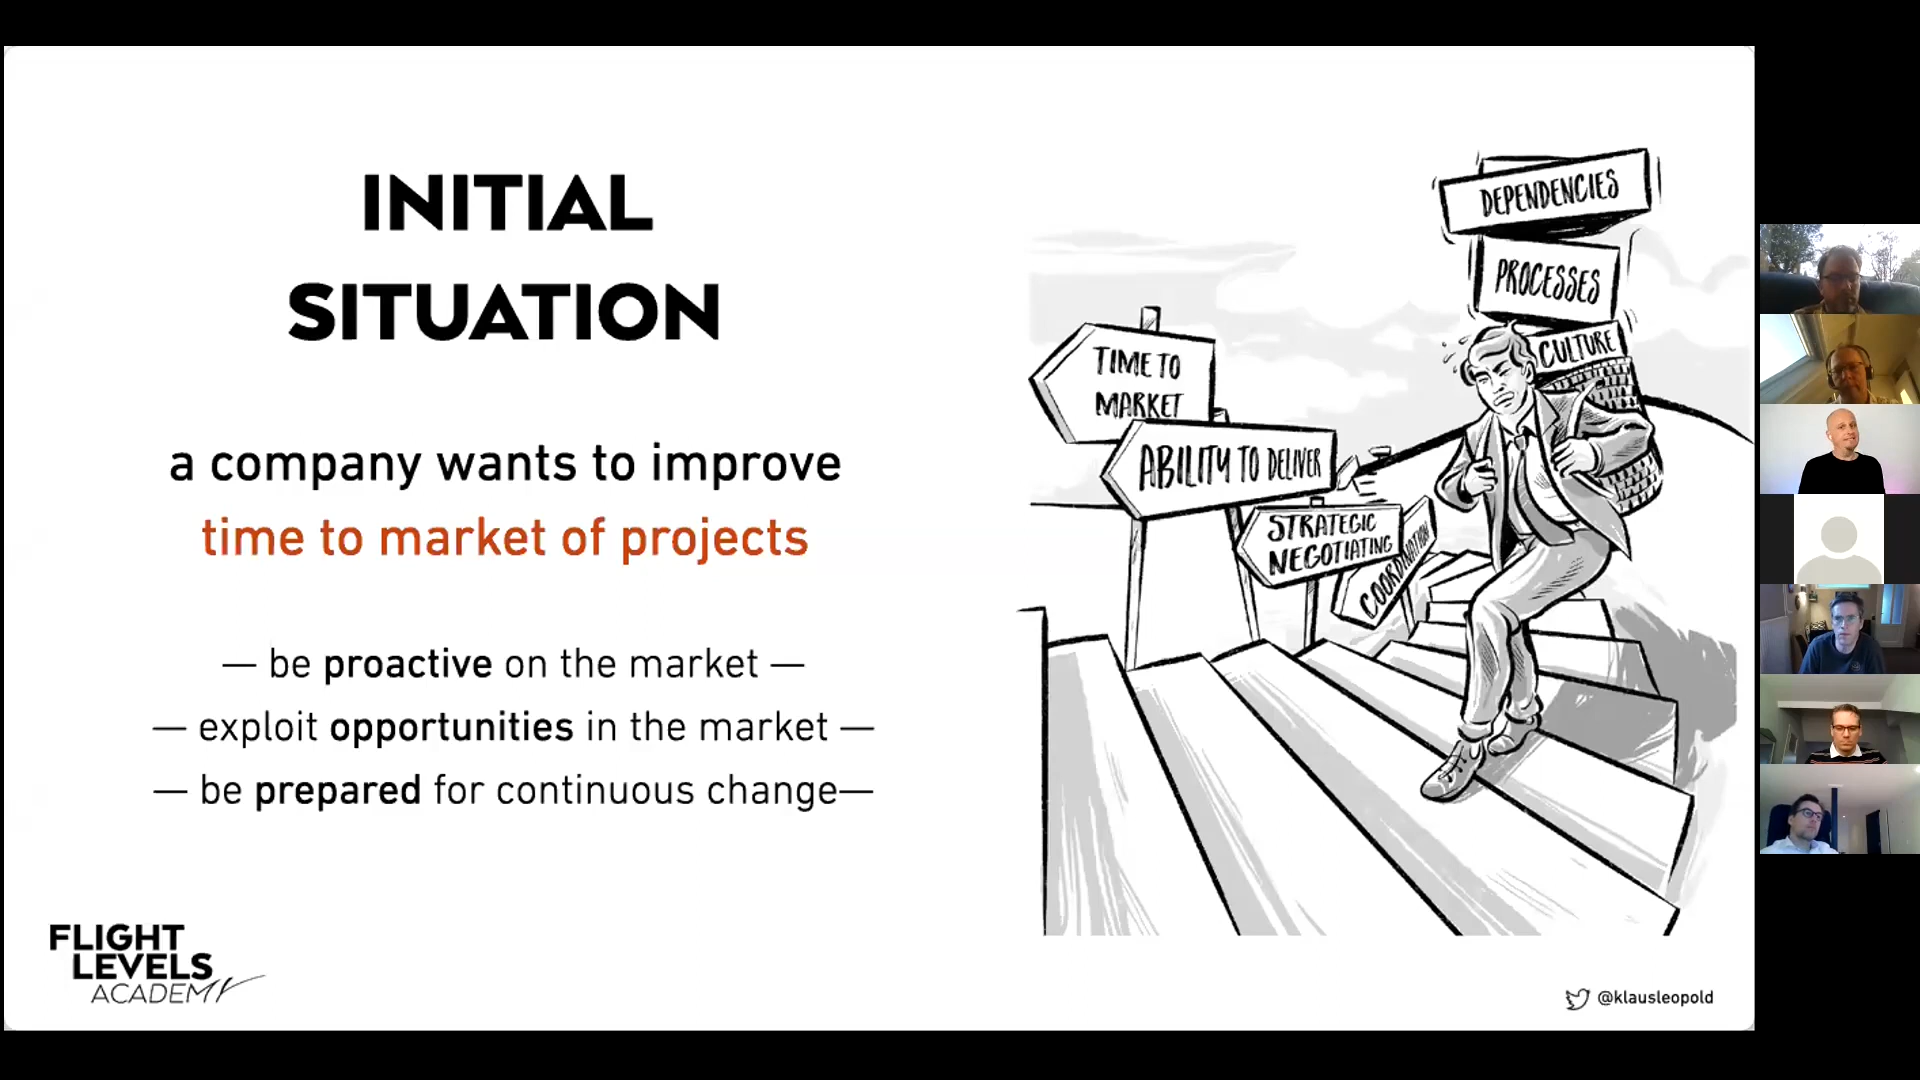 INITIAL
SITUATION
a company wants to improve
time to market of projects
— be proactive on the market —
— exploit opportunities in the market —
— be prepared for continuous change—
DEPENDENCIES
PROCESSES
CULTURE
TIME TO
MARKET
ABILITY TO DELIVER
STRATEGIC
NEGOTIATING
COORDINATION
FLIGHT
LEVELS
ACADEMY
@klausleopold